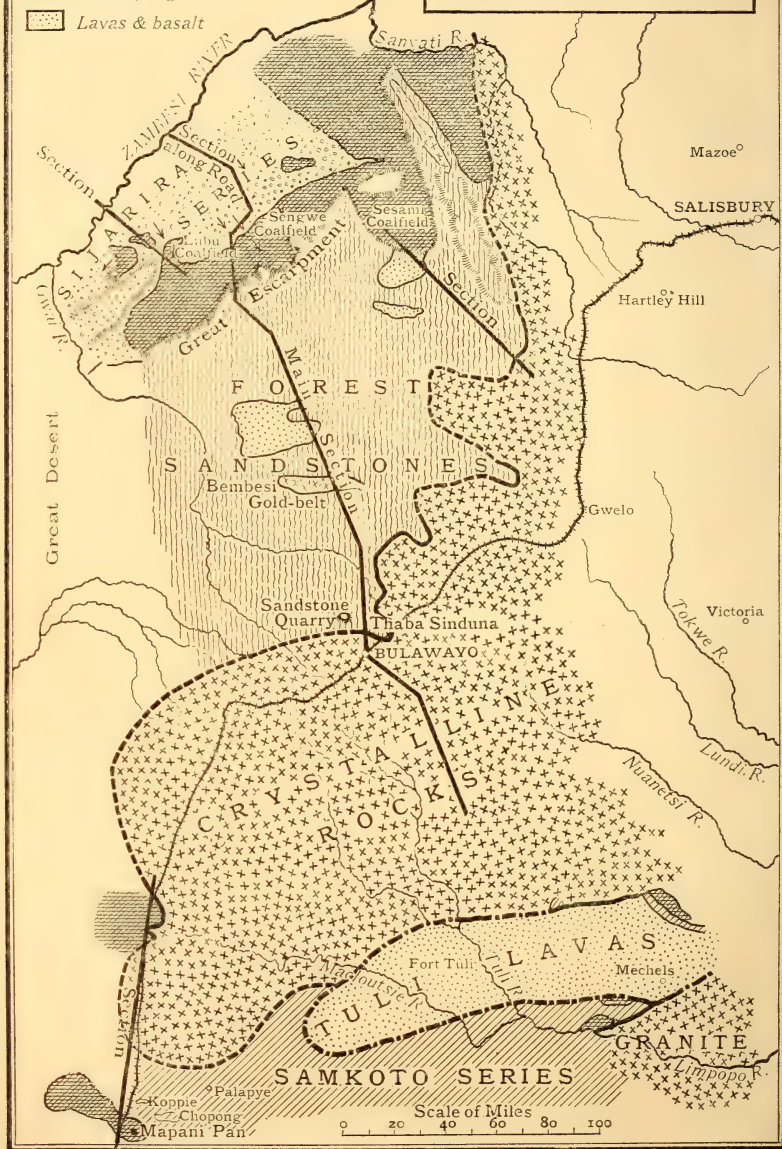 Lavas & basalt
Sanyati R.
ZAMBESI RIVER
Section
Section
along Road
Mazoe
SALISBURY
SIJARIRA
SERIES
Sengwe
Coalfield
Sesami
Coalfield
Lubu
Coalfield
Hartley Hill
Gwai R.
Great Escarpment
Section
Main Section
FOREST
SANDSTONES
Bembesi
Gold-belt
Great Desert
Gwelo
Sandstone
Quarry
Thaba Sinduna
BULAWAYO
Tokwe R.
Victoria
Lundi. R.
Nuanetsi R.
CRYSTALLINE
ROCKS
TULI LAVAS
Fort Tuli
Tuli R.
Mechels
Macloutsie R.
Section
GRANITE
Limpopo R.
SAMKOTO SERIES
Palapye
Koppie
Chopong
Mapani Pan
Scale of Miles
0 20 40 60 80 100